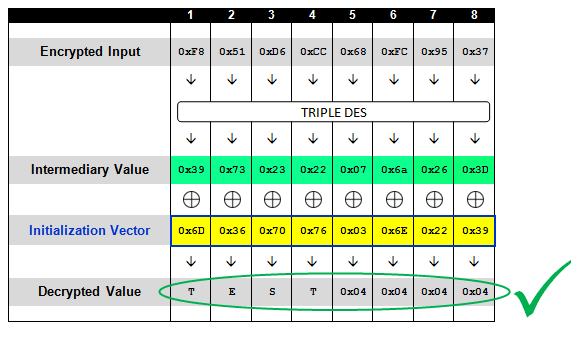 1 2 3 4 5 6 7 8
Encrypted Input 0xF8 0x51 0xD6 0xCC 0x68 0xFC 0x95 0x37
TRIPLE DES
Intermediary Value 0x39 0x73 0x23 0x22 0x07 0x6a 0x26 0x3D
Initialization Vector 0x6D 0x36 0x70 0x76 0x03 0x6E 0x22 0x39
Decrypted Value T E S T 0x04 0x04 0x04 0x04